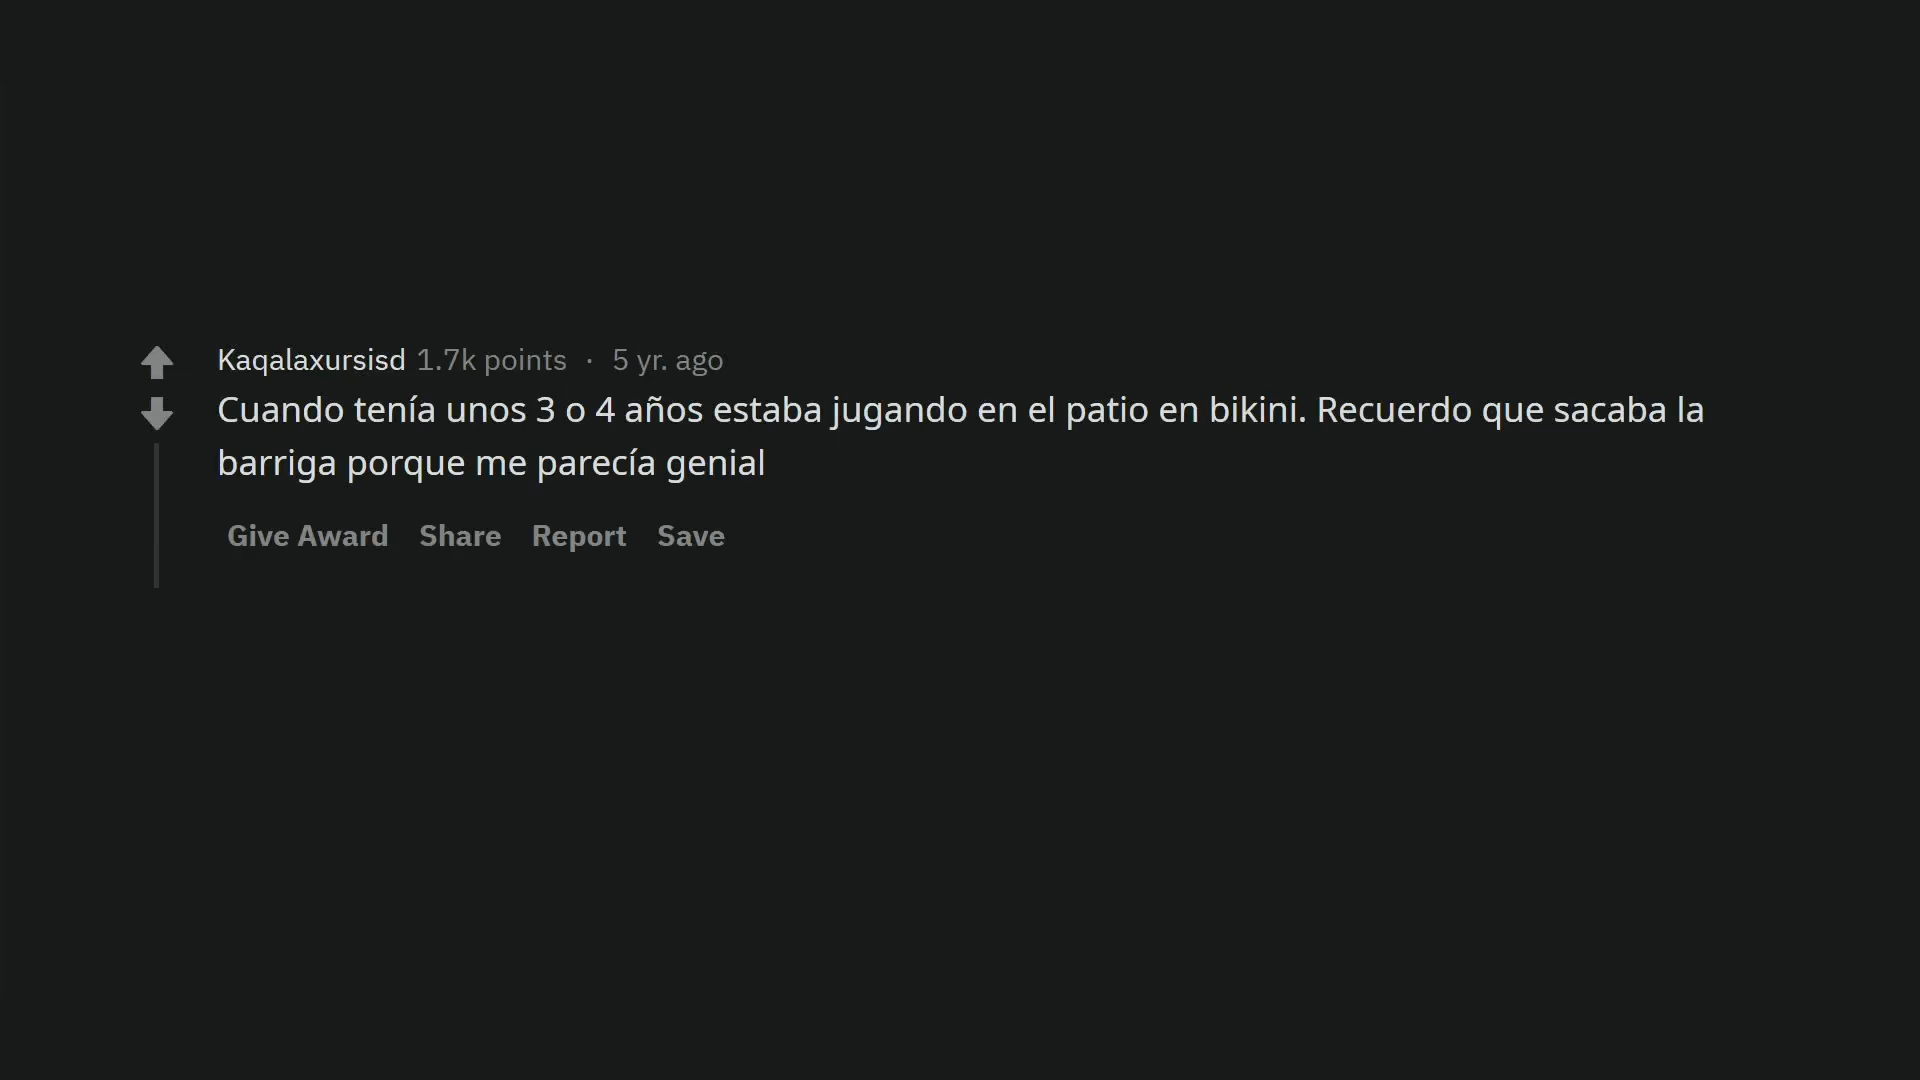 Kaqalaxursisd 1.7k points · 5 yr. ago
Cuando tenía unos 3 o 4 años estaba jugando en el patio en bikini. Recuerdo que sacaba la
barriga porque me parecía genial
Give Award Share Report Save